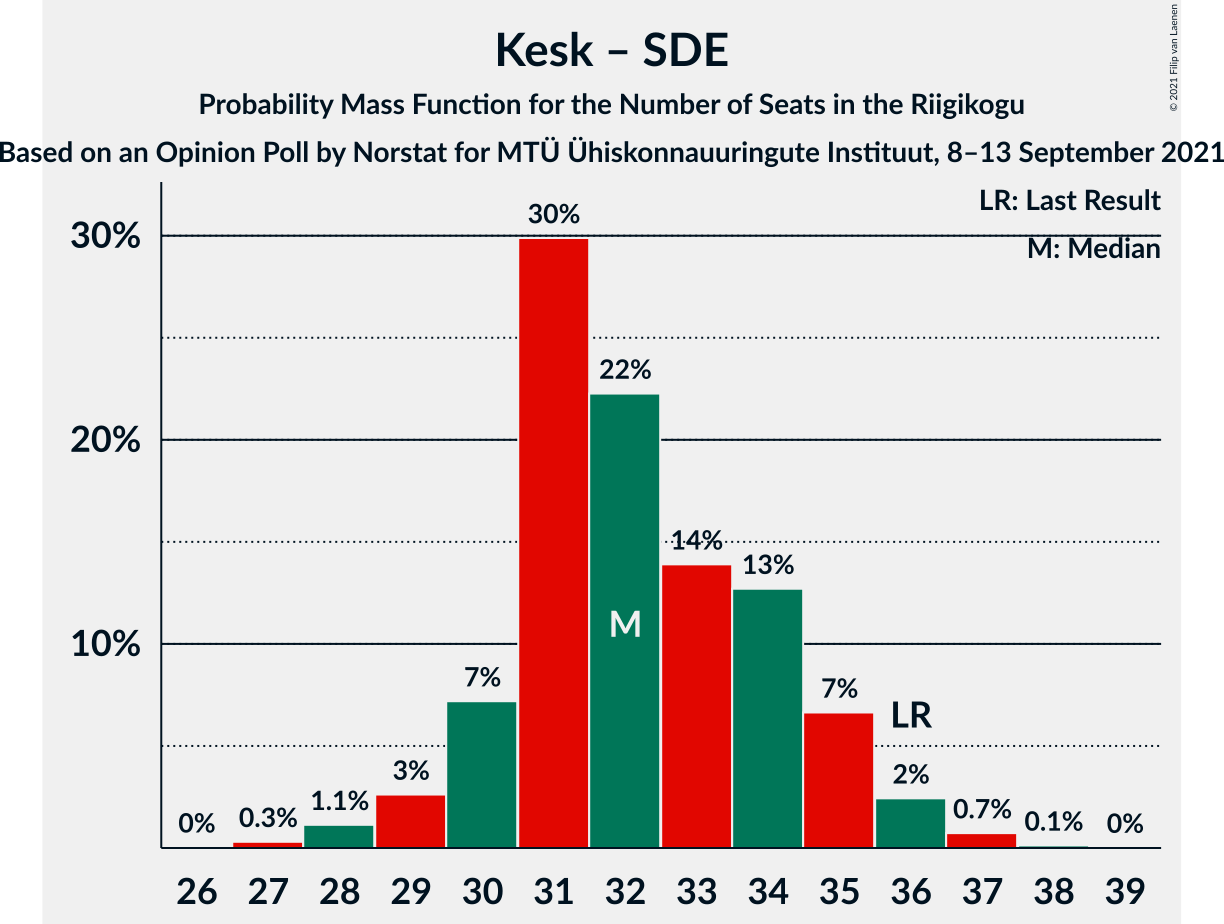 Kesk – SDE
Probability Mass Function for the Number of Seats in the Riigikogu
Based on an Opinion Poll by Norstat for MTÜ Ühiskonnauuringute Instituut, 8–13 September 2021
© 2021 Filip van Laenen
LR: Last Result
M: Median
30%
20%
10%
0%
0.3%
1.1%
3%
7%
30%
22%
14%
13%
7%
2%
0.7%
0.1%
0%
M
LR
26 27 28 29 30 31 32 33 34 35 36 37 38 39